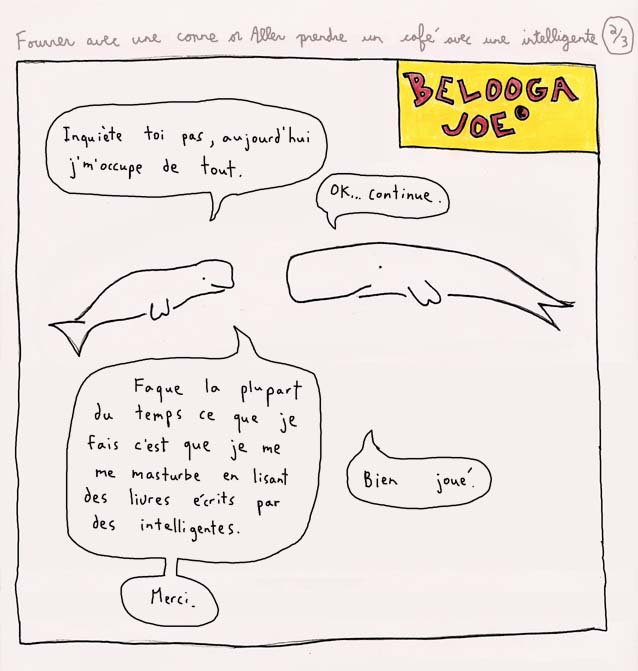 Fourrer avec une conne or Aller prendre un café avec une intelligente 2/3
BELOOGA
JOE
Inquiète toi pas, aujourd'hui
j'm'occupe de tout.
OK... continue.
Faque la plupart
du temps ce que je
fais c'est que je me
me masturbe en lisant
des livres écrits par
des intelligentes.
Bien joué.
Merci.